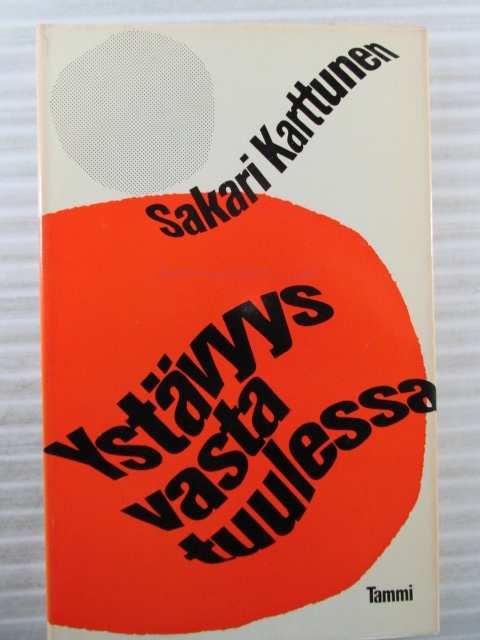 Sakari Karttunen
Ystävyys
vasta
tuulessa
Tammi